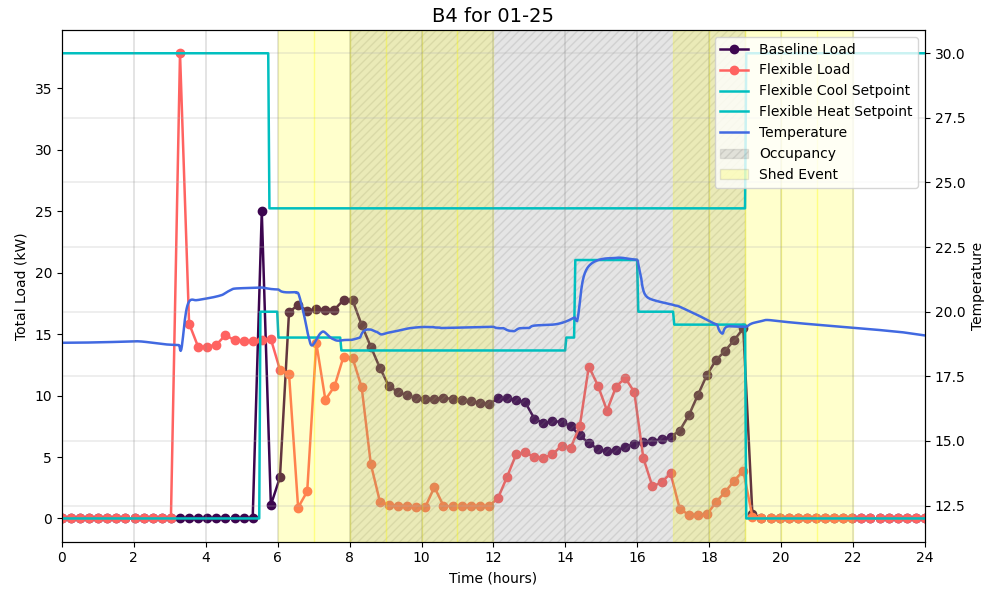 B4 for 01-25
Baseline Load
Flexible Load
Flexible Cool Setpoint
Flexible Heat Setpoint
Temperature
Occupancy
Shed Event
Total Load (kW)
35
30
25
20
15
10
5
0
30.0
27.5
25.0
22.5
20.0
17.5
15.0
12.5
Temperature
0 2 4 6 8 10 12 14 16 18 20 22 24
Time (hours)